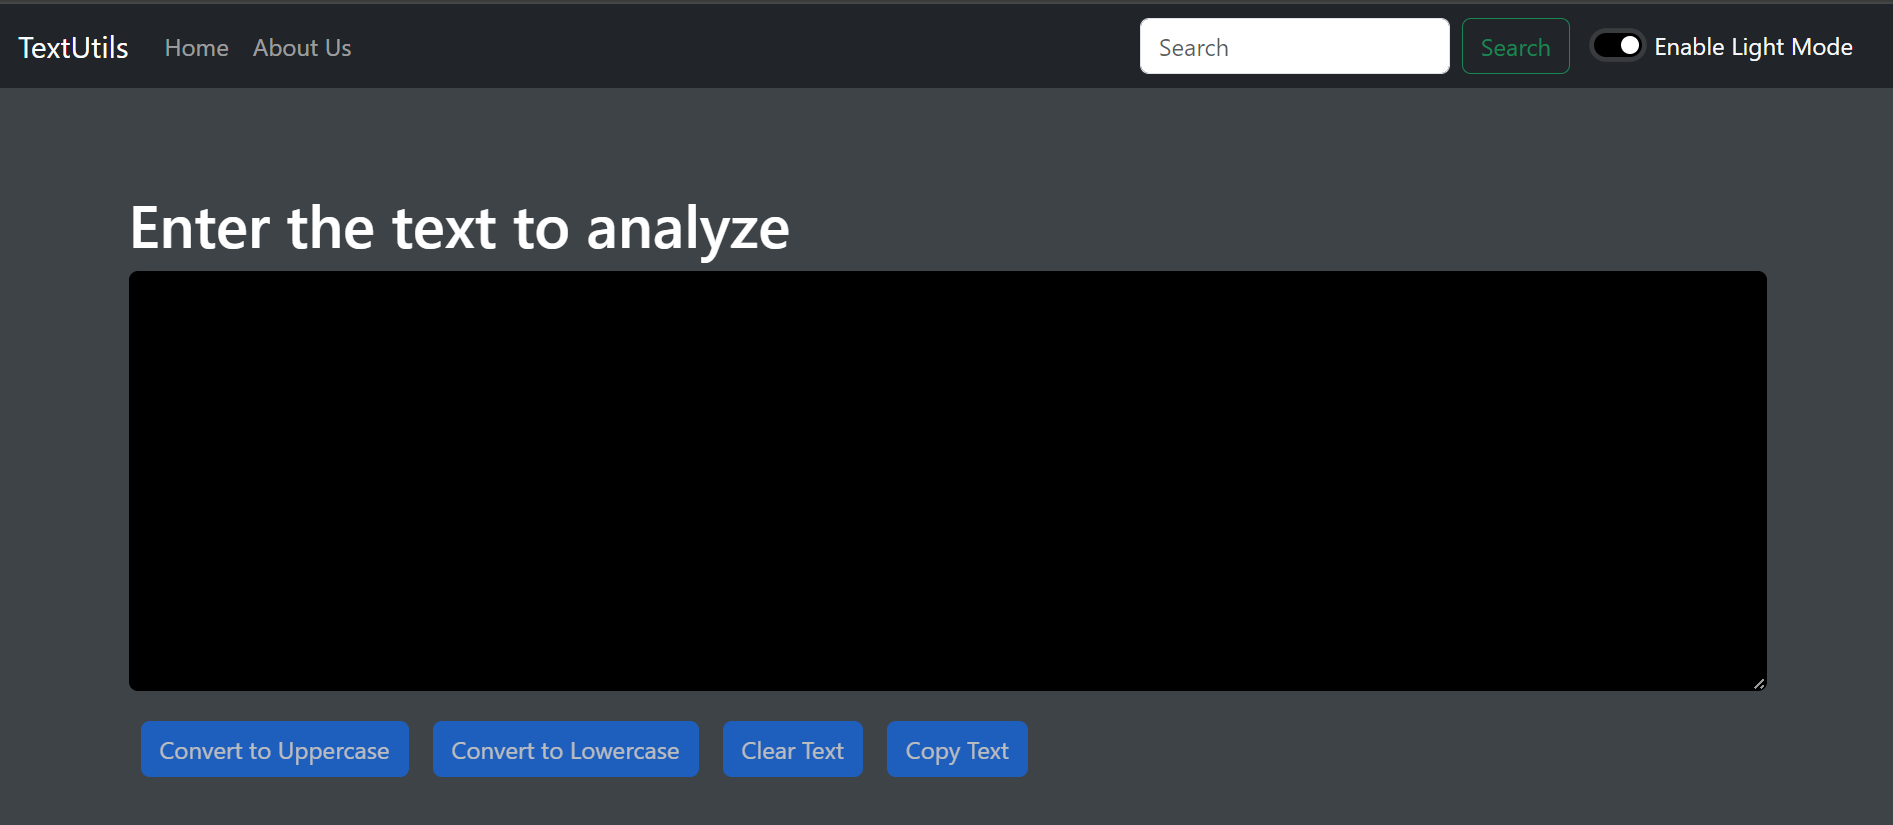 TextUtils Home About Us Search Search Enable Light Mode
Enter the text to analyze
Convert to Uppercase Convert to Lowercase Clear Text Copy Text